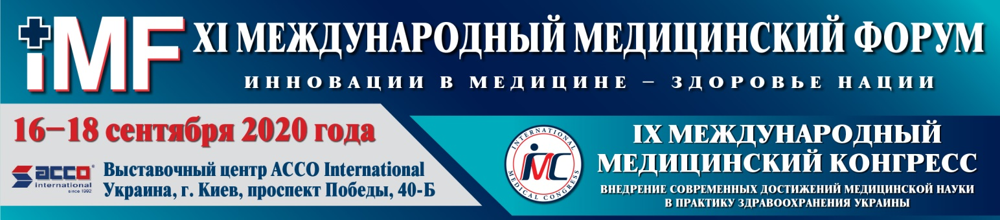 iMF
XI МЕЖДУНАРОДНЫЙ МЕДИЦИНСКИЙ ФОРУМ
ИННОВАЦИИ В МЕДИЦИНЕ – ЗДОРОВЬЕ НАЦИИ
16–18 сентября 2020 года
acco
international
since 1992
Выставочный центр ACCO International
Украина, г. Киев, проспект Победы, 40-Б
INTERNATIONAL
IMC
MEDICAL CONGRESS
IX МЕЖДУНАРОДНЫЙ
МЕДИЦИНСКИЙ КОНГРЕСС
ВНЕДРЕНИЕ СОВРЕМЕННЫХ ДОСТИЖЕНИЙ МЕДИЦИНСКОЙ НАУКИ
В ПРАКТИКУ ЗДРАВООХРАНЕНИЯ УКРАИНЫ